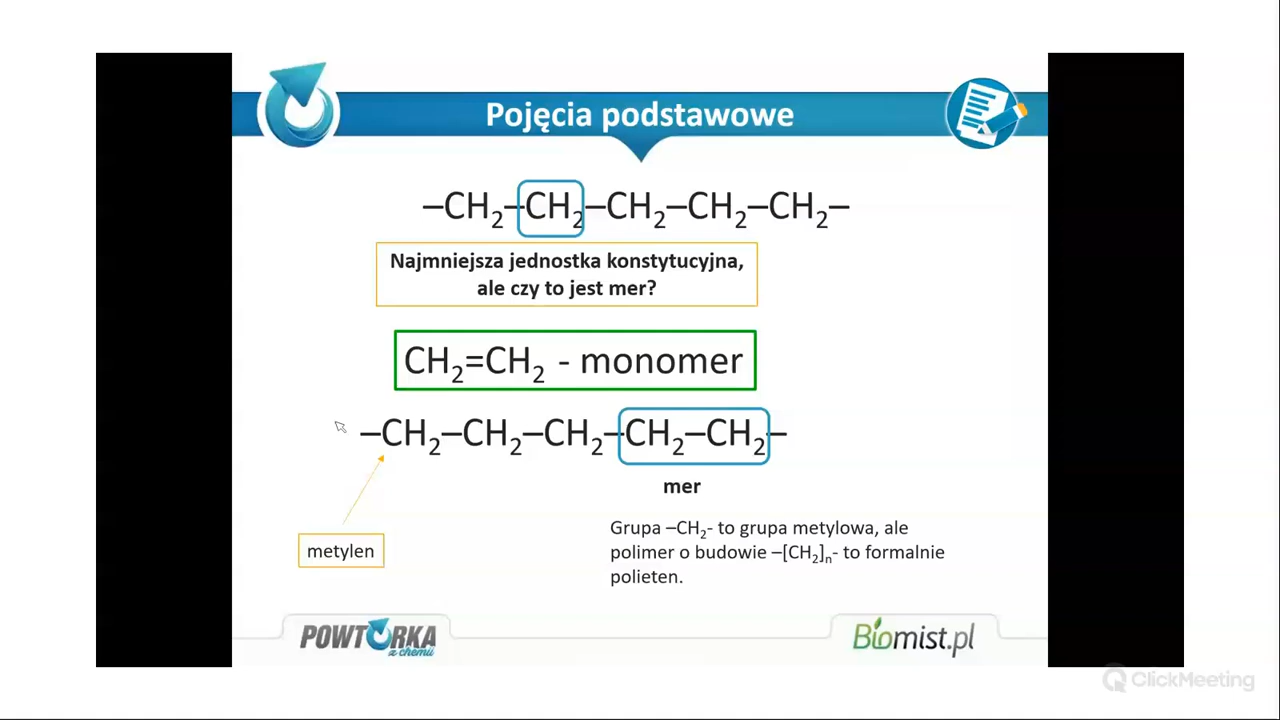 Pojęcia podstawowe
–CH₂–CH₂–CH₂–CH₂–CH₂–
Najmniejsza jednostka konstytucyjna,
ale czy to jest mer?
CH₂=CH₂ - monomer
–CH₂–CH₂–CH₂–CH₂–CH₂–
mer
metylen
Grupa –CH₂- to grupa metylowa, ale
polimer o budowie –[CH₂]ₙ- to formalnie
polieten.
POWTÓRKA
z chemii
Biomist.pl
ClickMeeting